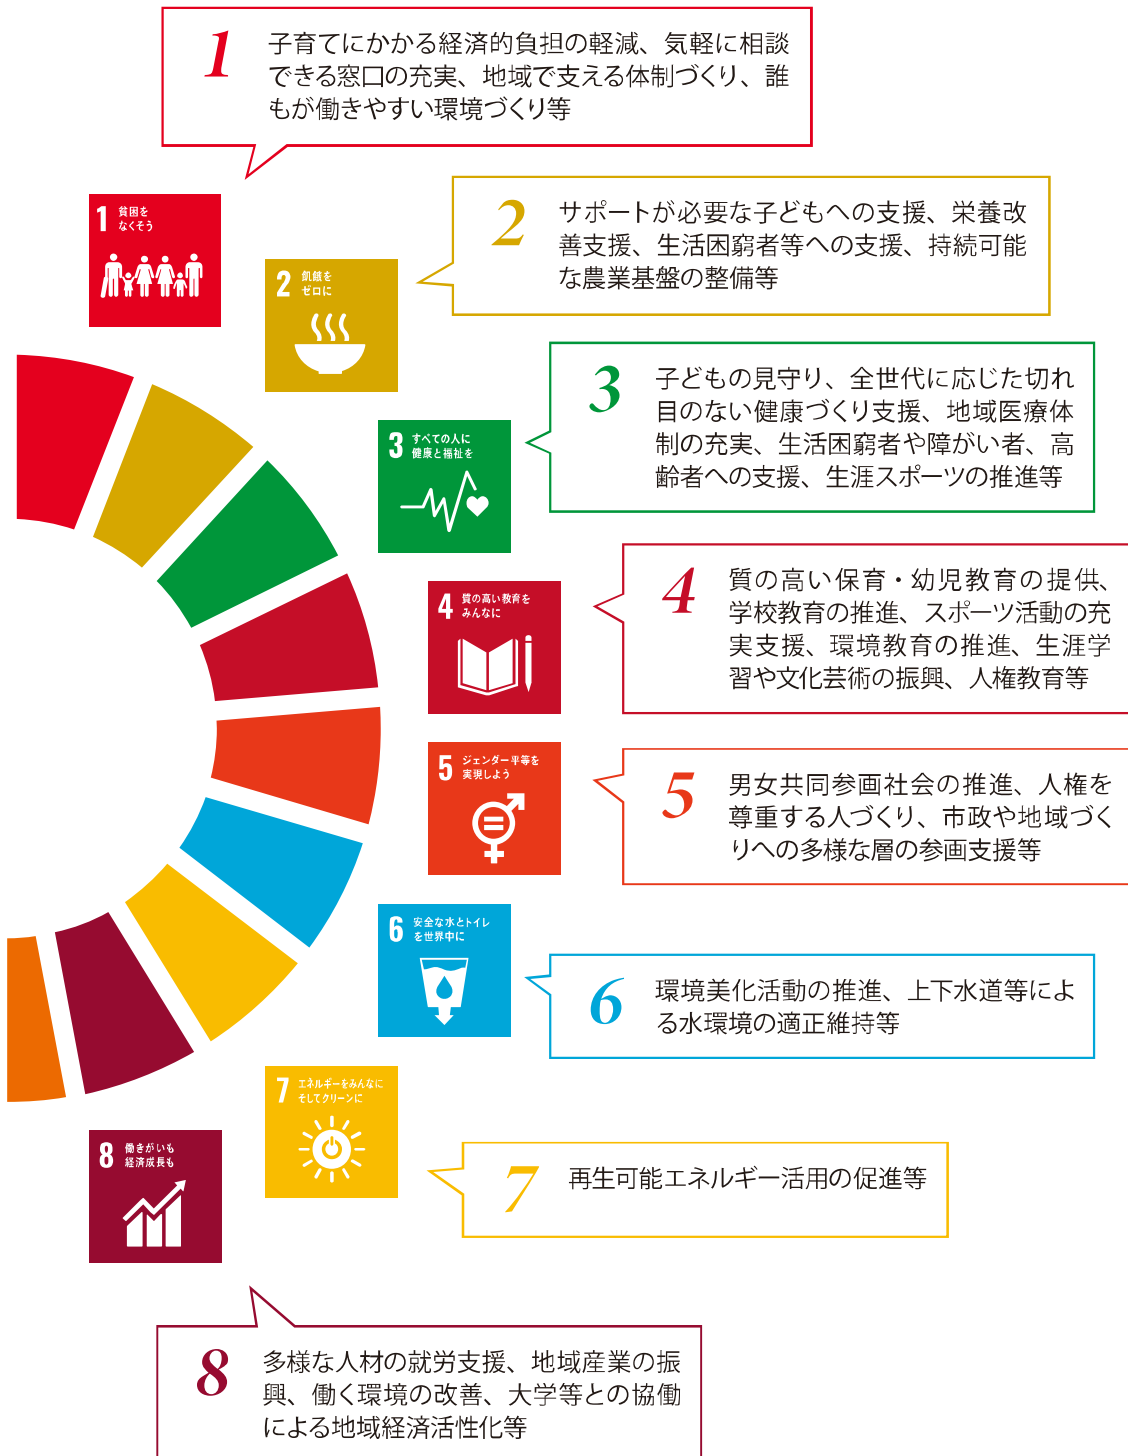 1
子育てにかかる経済的負担の軽減、気軽に相談
できる窓口の充実、地域で支える体制づくり、誰
もが働きやすい環境づくり等
1 貧困を
なくそう
2
サポートが必要な子どもへの支援、栄養改
善支援、生活困窮者等への支援、持続可能
な農業基盤の整備等
2 飢餓を
ゼロに
3
子どもの見守り、全世代に応じた切れ
目のない健康づくり支援、地域医療体
制の充実、生活困窮者や障がい者、高
齢者への支援、生涯スポーツの推進等
3 すべての人に
健康と福祉を
4
質の高い保育・幼児教育の提供、
学校教育の推進、スポーツ活動の充
実支援、環境教育の推進、生涯学
習や文化芸術の振興、人権教育等
4 質の高い教育を
みんなに
5
男女共同参画社会の推進、人権を
尊重する人づくり、市政や地域づく
りへの多様な層の参画支援等
5 ジェンダー平等を
実現しよう
6
環境美化活動の推進、上下水道等によ
る水環境の適正維持等
6 安全な水とトイレ
を世界中に
7
再生可能エネルギー活用の促進等
7 エネルギーをみんなに
そしてクリーンに
8 働きがいも
経済成長も
8
多様な人材の就労支援、地域産業の振
興、働く環境の改善、大学等との協働
による地域経済活性化等